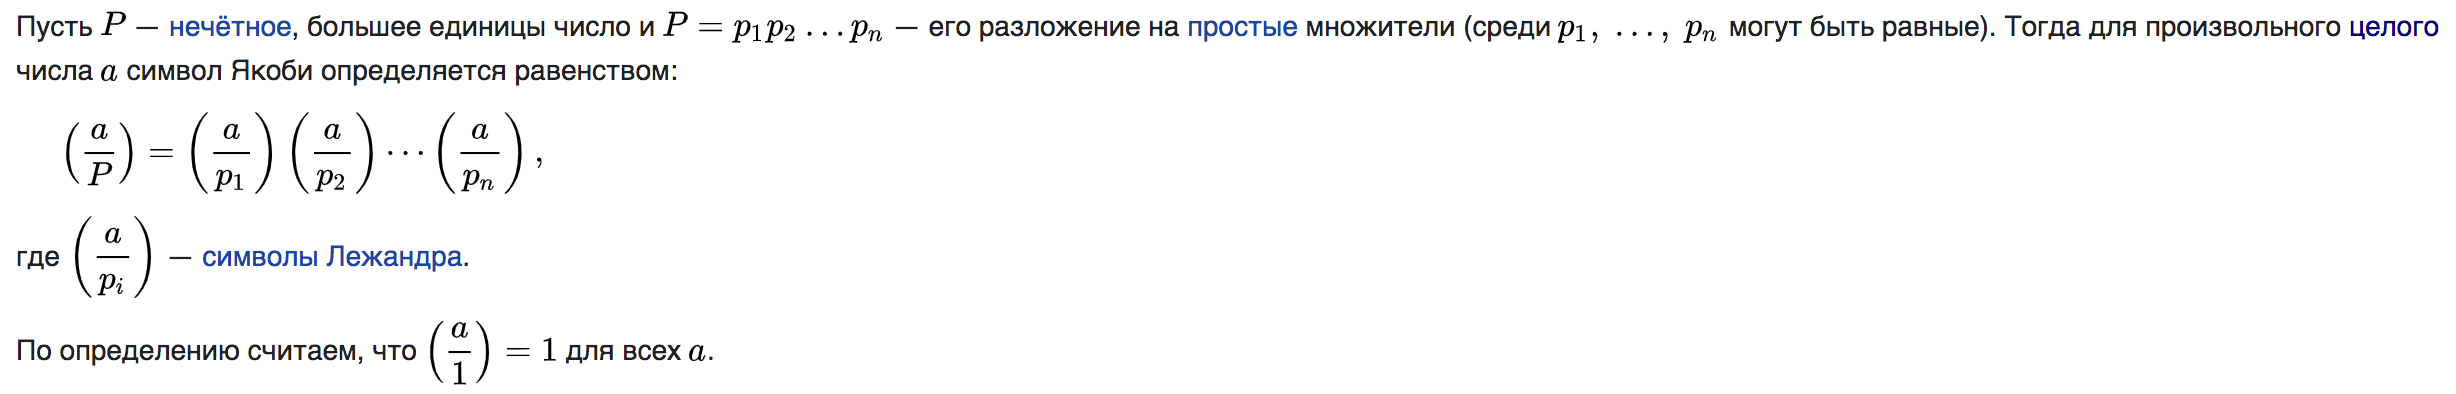 Пусть P — нечётное, большее единицы число и P = p₁p₂ … pₙ — его разложение на простые множители (среди p₁, …, pₙ могут быть равные). Тогда для произвольного целого
числа a символ Якоби определяется равенством:
(a/P) = (a/p₁) (a/p₂) ⋯ (a/pₙ),
где (a/pᵢ) — символы Лежандра.
По определению считаем, что (a/1) = 1 для всех a.